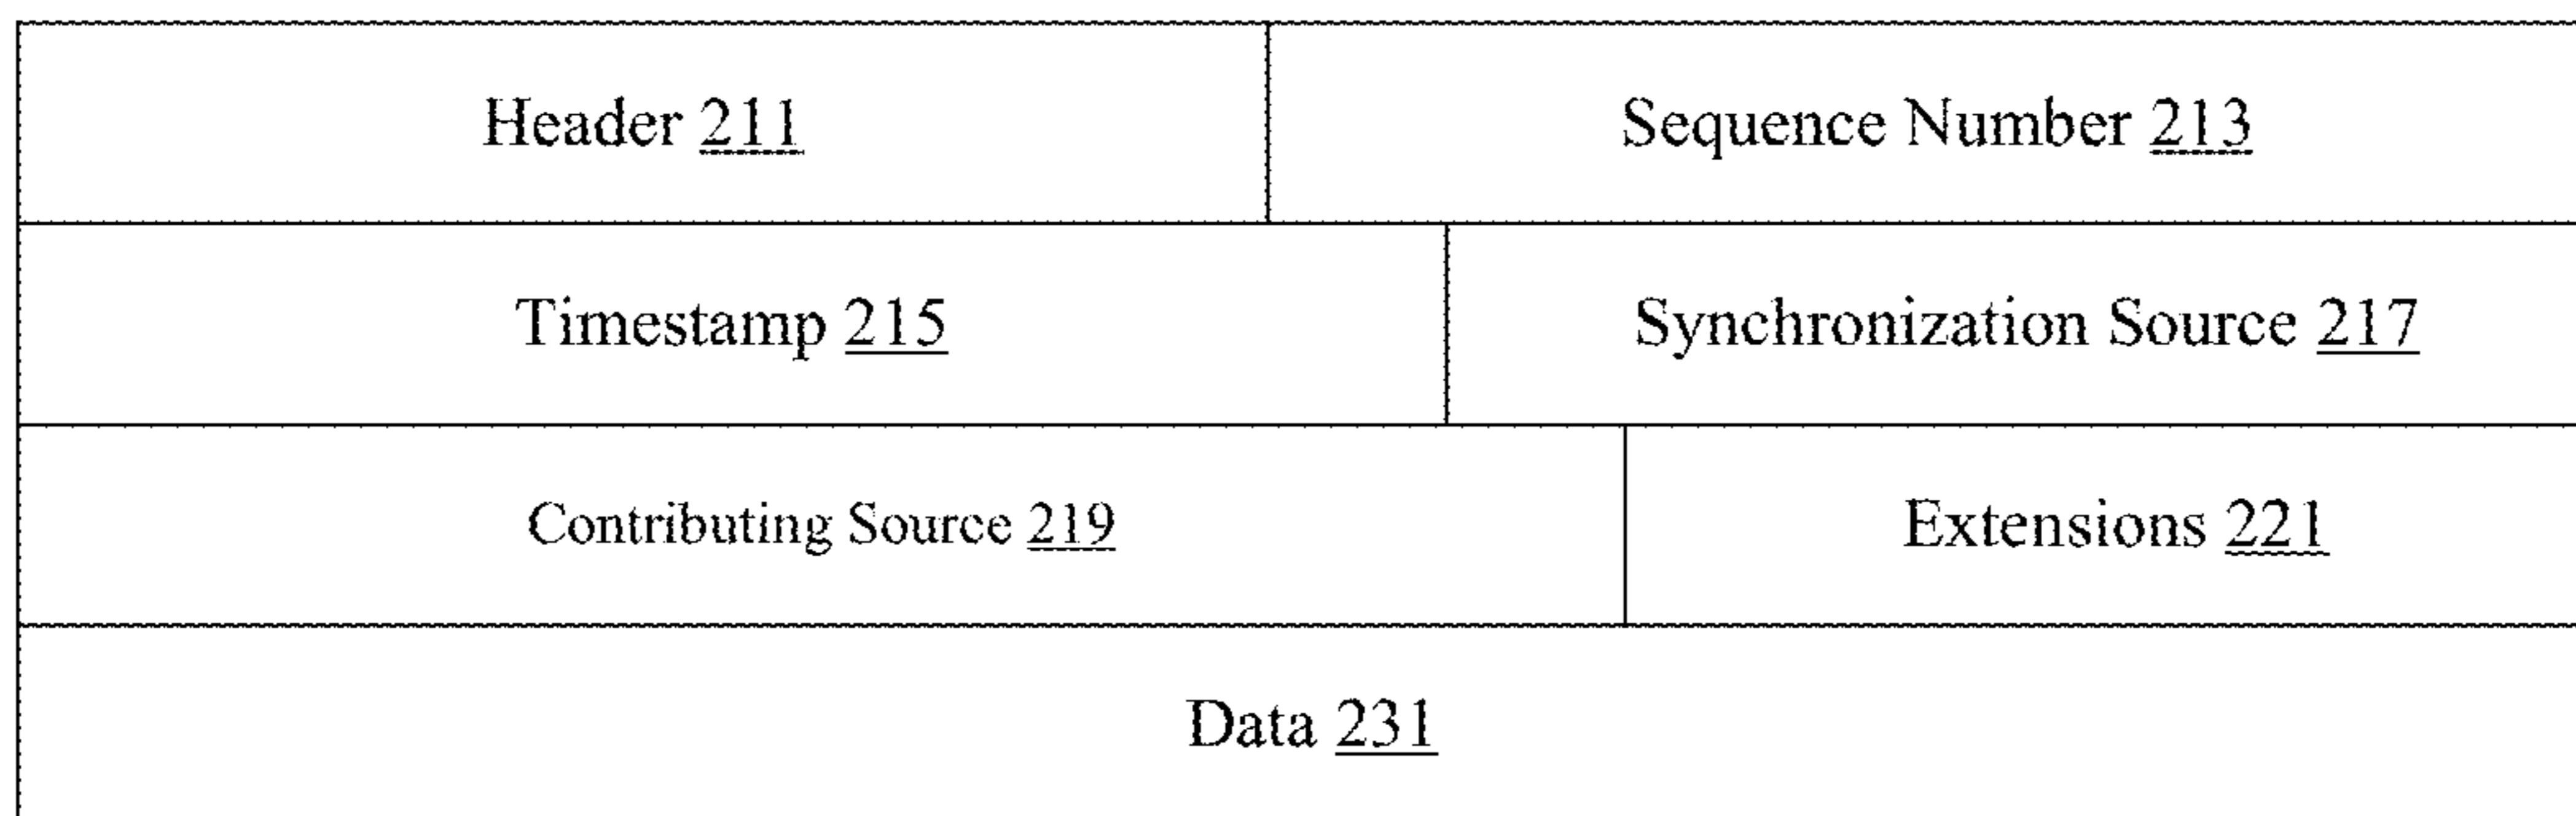 Header 211 Sequence Number 213
Timestamp 215 Synchronization Source 217
Contributing Source 219 Extensions 221
Data 231